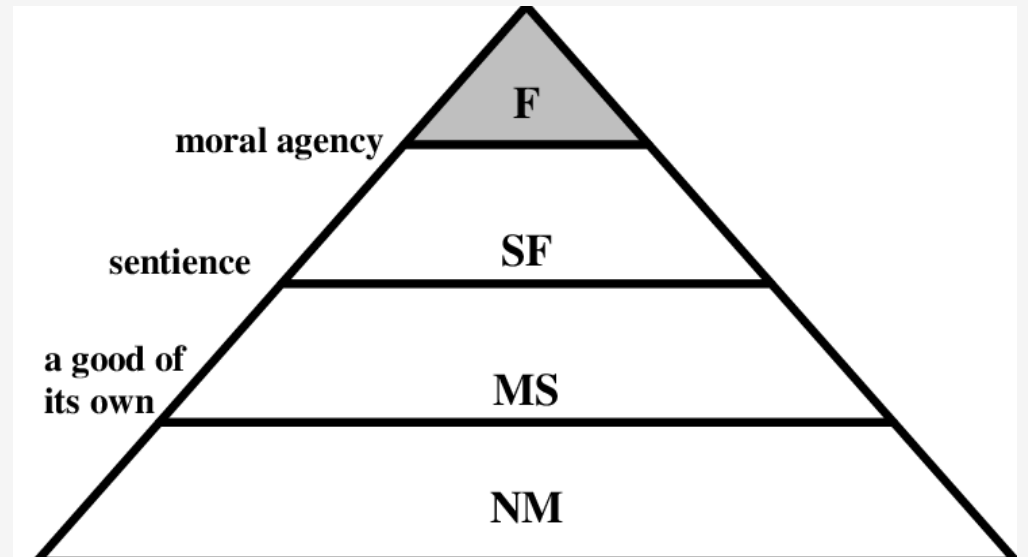 F
moral agency
SF
sentience
a good of
its own
MS
NM